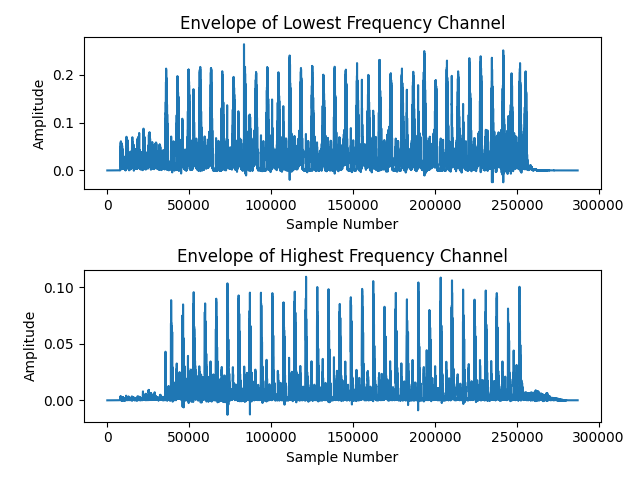 Envelope of Lowest Frequency Channel
0.2
0.1
0.0
Amplitude
0 50000 100000 150000 200000 250000 300000
Sample Number
Envelope of Highest Frequency Channel
0.10
0.05
0.00
Amplitude
0 50000 100000 150000 200000 250000 300000
Sample Number